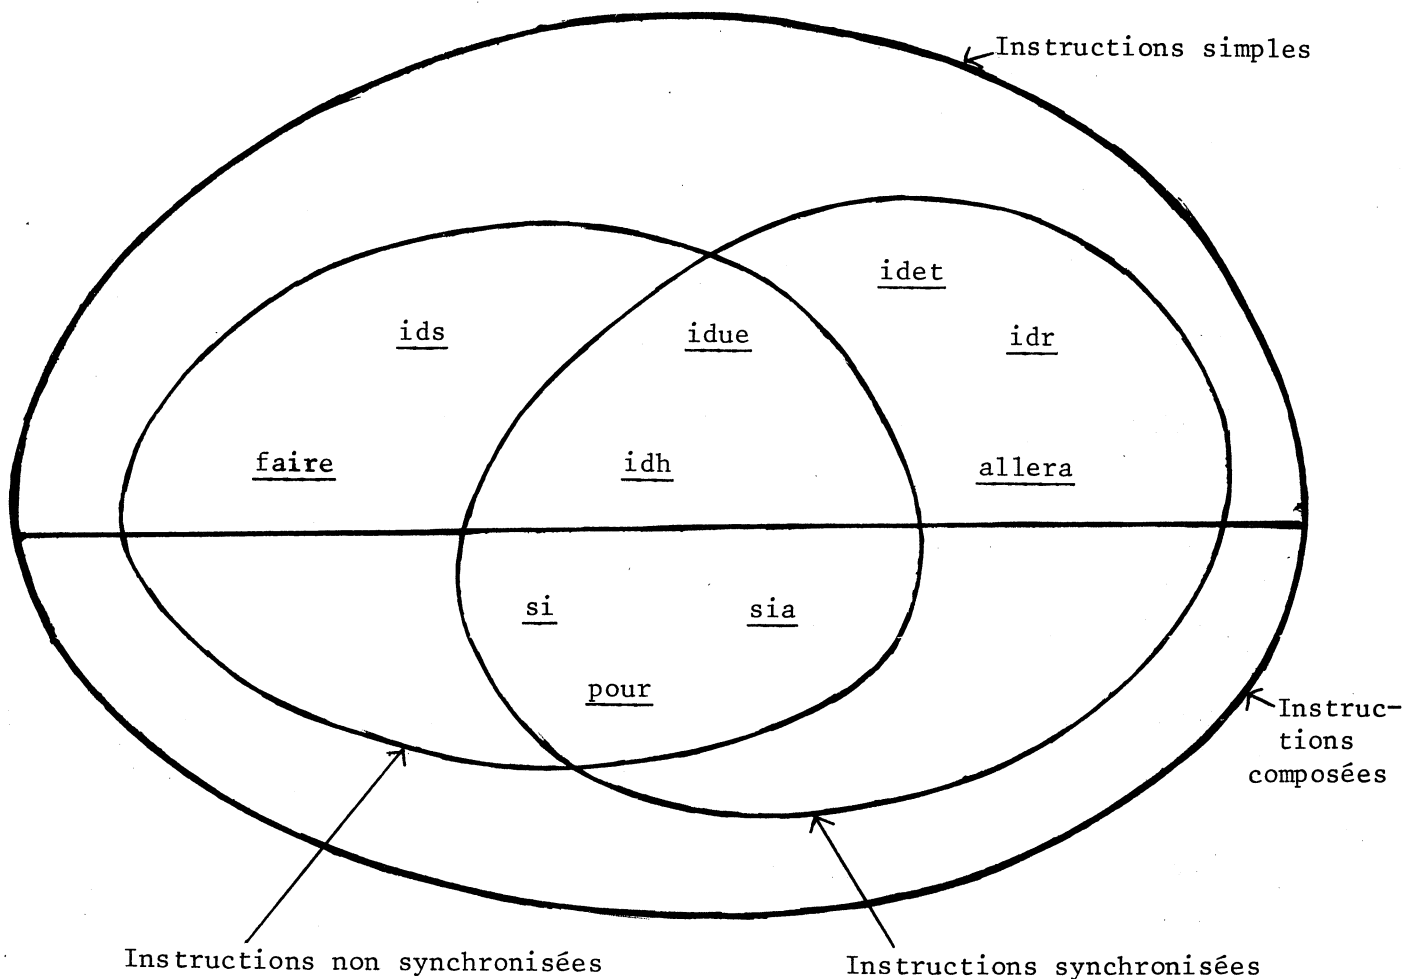 Instructions simples
idet
ids
idue
idr
faire
idh
allera
si
sia
pour
Instruc-
tions
composées
Instructions non synchronisées
Instructions synchronisées